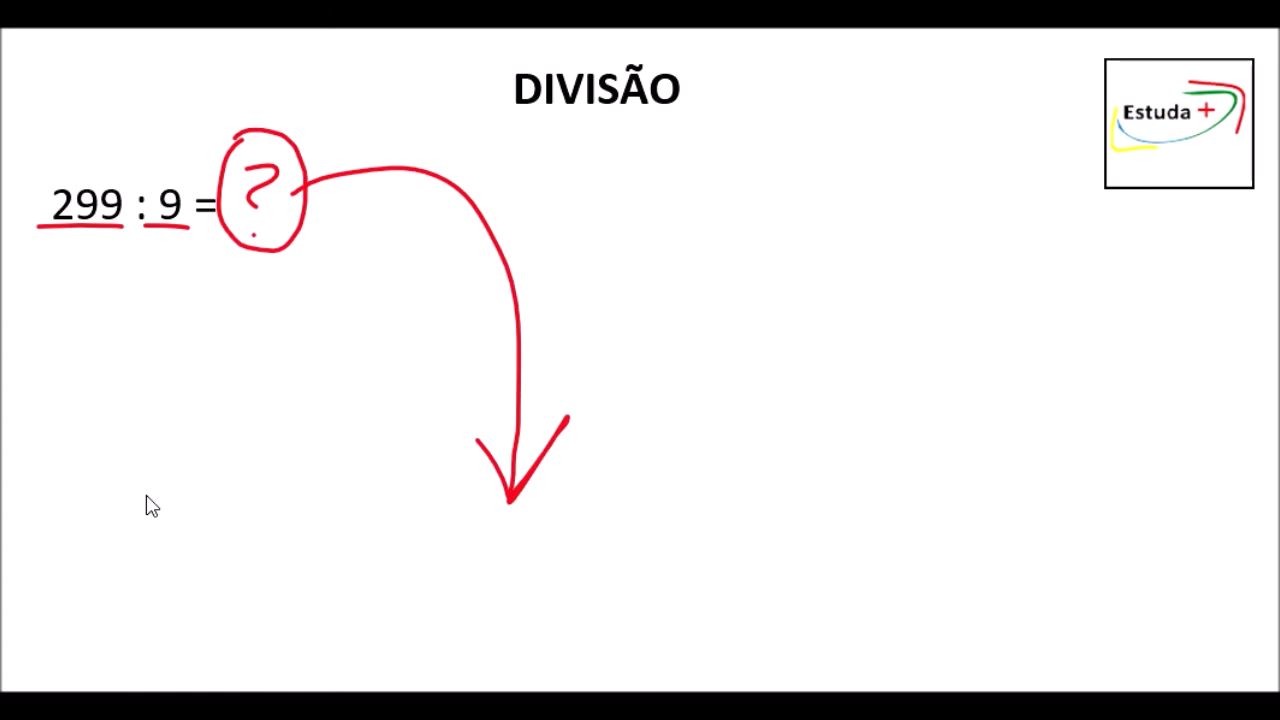 DIVISÃO
Estuda +
299 : 9 = ?